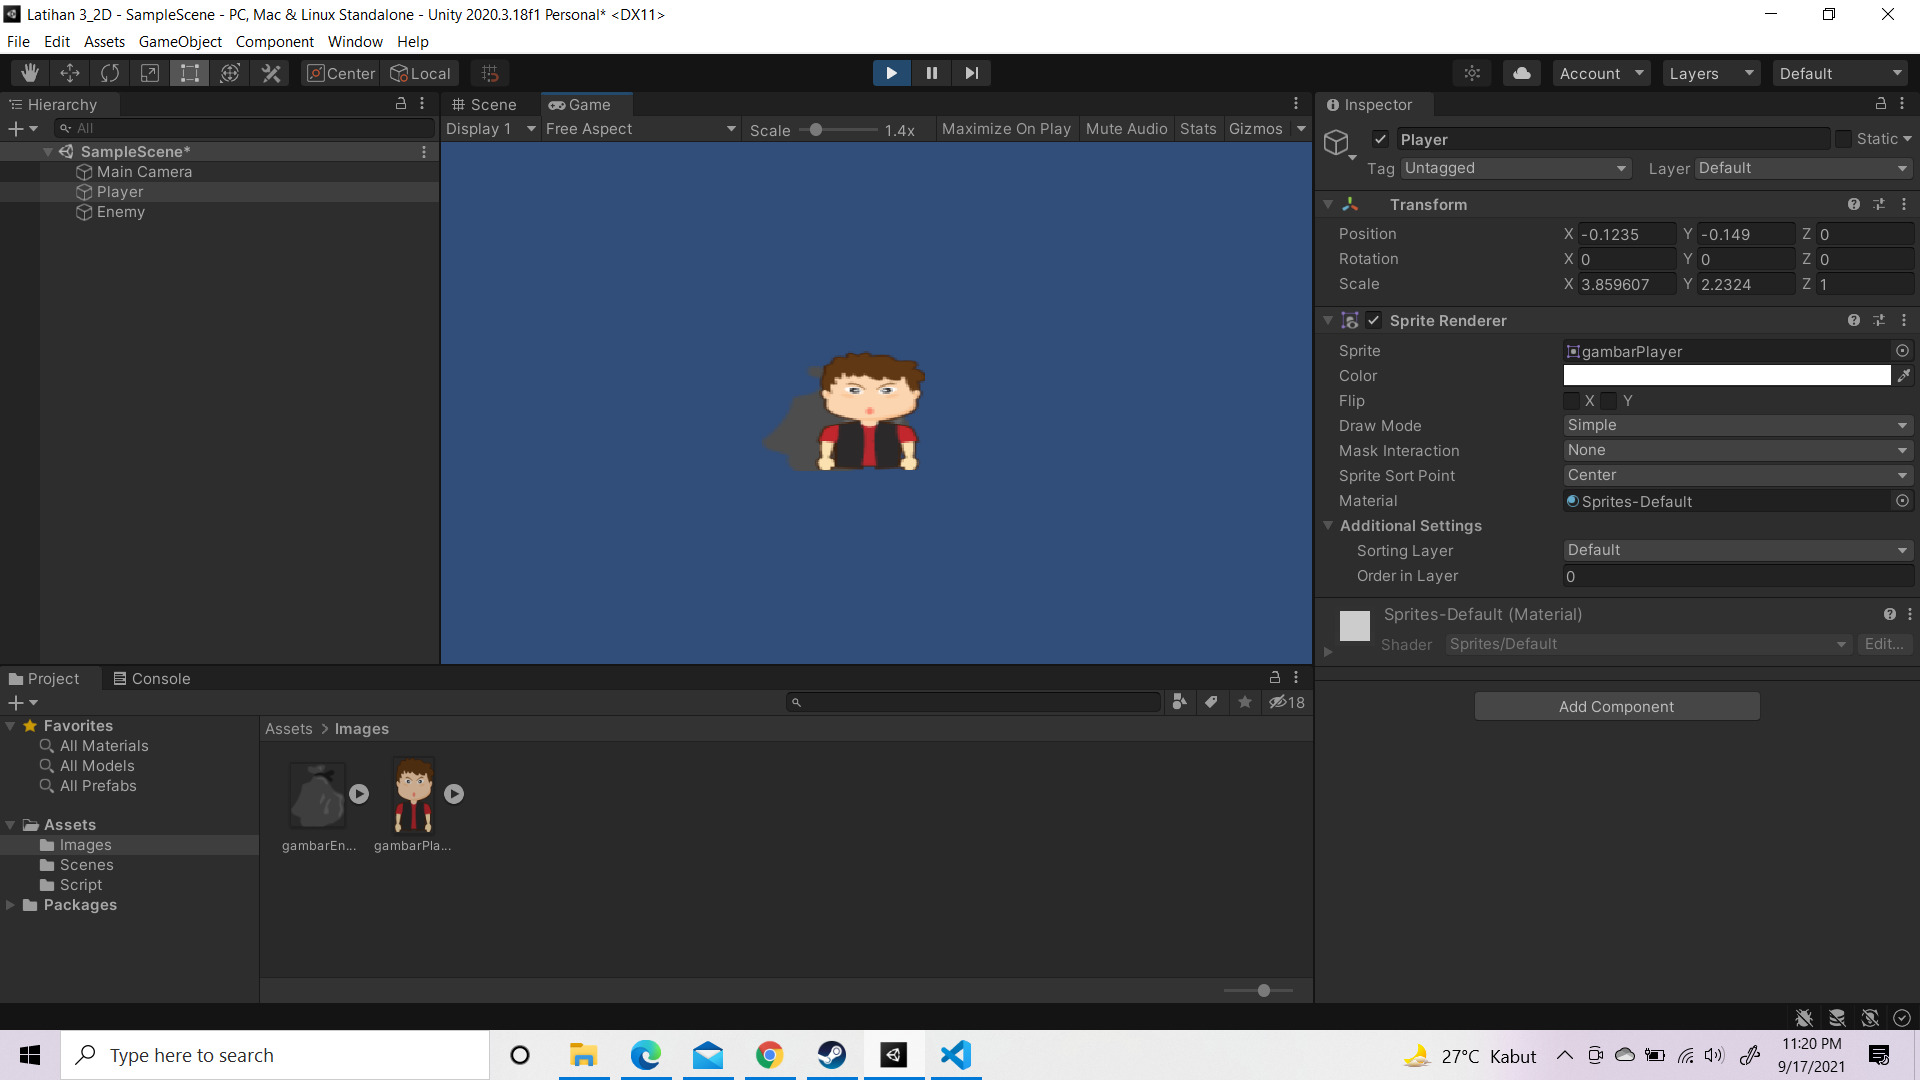 Latihan 3_2D - SampleScene - PC, Mac & Linux Standalone - Unity 2020.3.18f1 Personal* <DX11>
File Edit Assets GameObject Component Window Help
Center Local Account Layers Default
Hierarchy
All
SampleScene*
Main Camera
Player
Enemy
Scene Game
Display 1 Free Aspect Scale 1.4x Maximize On Play Mute Audio Stats Gizmos
Inspector
Player Static
Tag Untagged Layer Default
Transform
Position X -0.1235 Y -0.149 Z 0
Rotation X 0 Y 0 Z 0
Scale X 3.859607 Y 2.2324 Z 1
Sprite Renderer
Sprite gambarPlayer
Color
Flip X Y
Draw Mode Simple
Mask Interaction None
Sprite Sort Point Center
Material Sprites-Default
Additional Settings
Sorting Layer Default
Order in Layer 0
Sprites-Default (Material)
Shader Sprites/Default Edit...
Add Component
Project Console
18
Favorites
All Materials
All Models
All Prefabs
Assets
Images
Scenes
Script
Packages
Assets > Images
gambarEn... gambarPla...
Type here to search
27°C Kabut
11:20 PM
9/17/2021